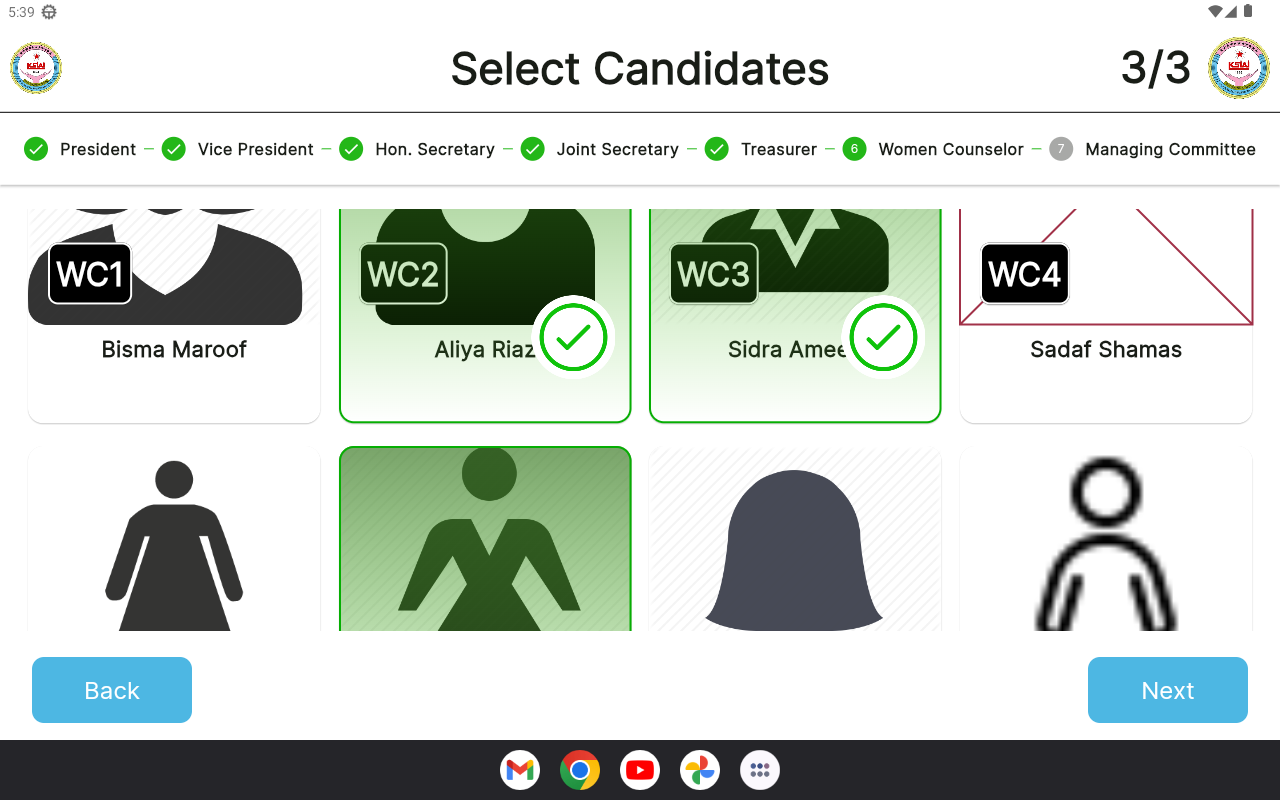 5:39
Select Candidates
3/3
President
Vice President
Hon. Secretary
Joint Secretary
Treasurer
6 Women Counselor
7 Managing Committee
WC1
WC2
WC3
WC4
Bisma Maroof
Aliya Riaz
Sidra Amee
Sadaf Shamas
Back
Next